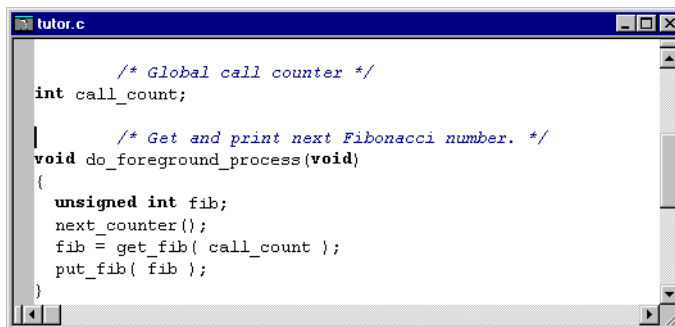 tutor.c
/* Global call counter */
int call_count;
/* Get and print next Fibonacci number. */
void do_foreground_process(void)
{
unsigned int fib;
next_counter();
fib = get_fib( call_count );
put_fib( fib );
}